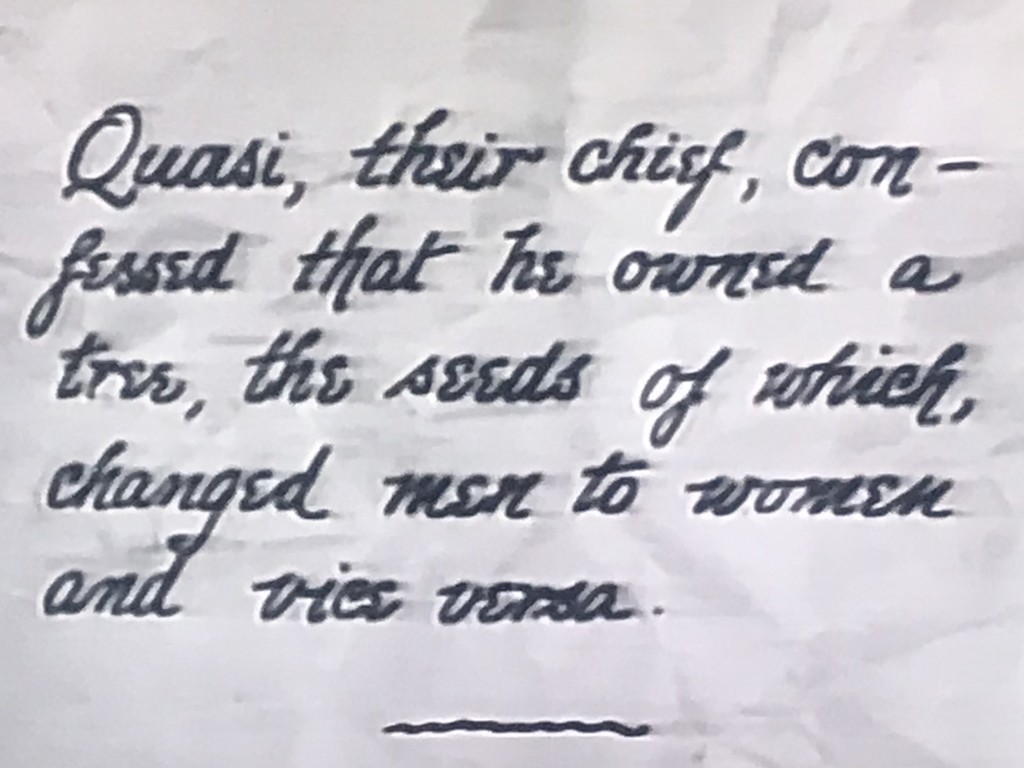 Quasi, their chief, con-
fessed that he owned a
tree, the seeds of which,
changed men to women
and vice versa.